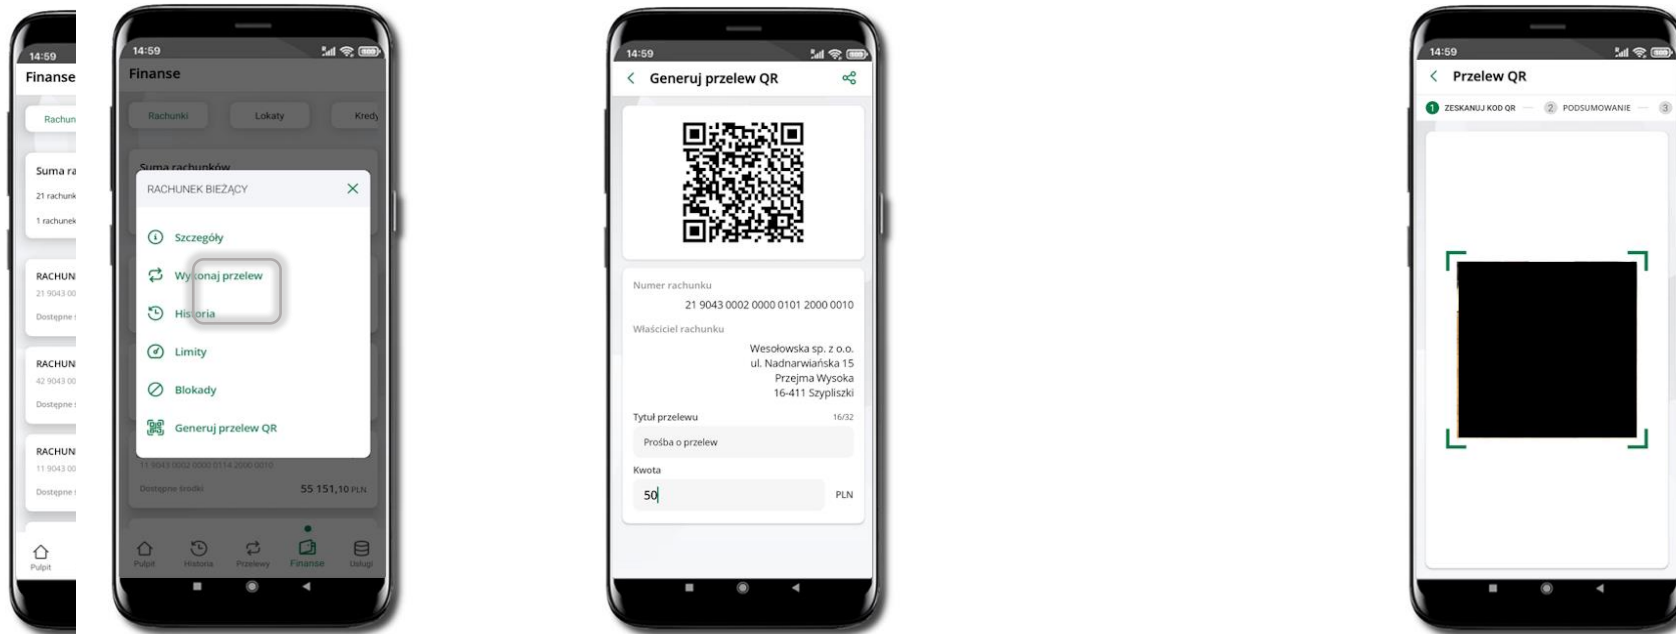 14:59
Finanse
Rachun
Suma ra
21 rachunk
1 rachunek
RACHUN
21 9043 00
Dostępne ś
RACHUN
42 9043 00
Dostępne ś
RACHUN
11 9043 00
Dostępne ś
Pulpit
14:59
Finanse
Rachunki Lokaty Kredy
Suma rachunków
RACHUNEK BIEŻĄCY
Szczegóły
Wykonaj przelew
Historia
Limity
Blokady
Generuj przelew QR
11 9043 0002 0000 0114 2000 0010
Dostępne środki 55 151,10 PLN
Pulpit Historia Przelewy Finanse Usługi
14:59
Generuj przelew QR
Numer rachunku
21 9043 0002 0000 0101 2000 0010
Właściciel rachunku
Wesołowska sp. z o.o.
ul. Nadnarwiańska 15
Przejma Wysoka
16-411 Szypliszki
Tytuł przelewu 16/32
Prośba o przelew
Kwota
50 PLN
14:59
Przelew QR
1 ZESKANUJ KOD QR 2 PODSUMOWANIE 3